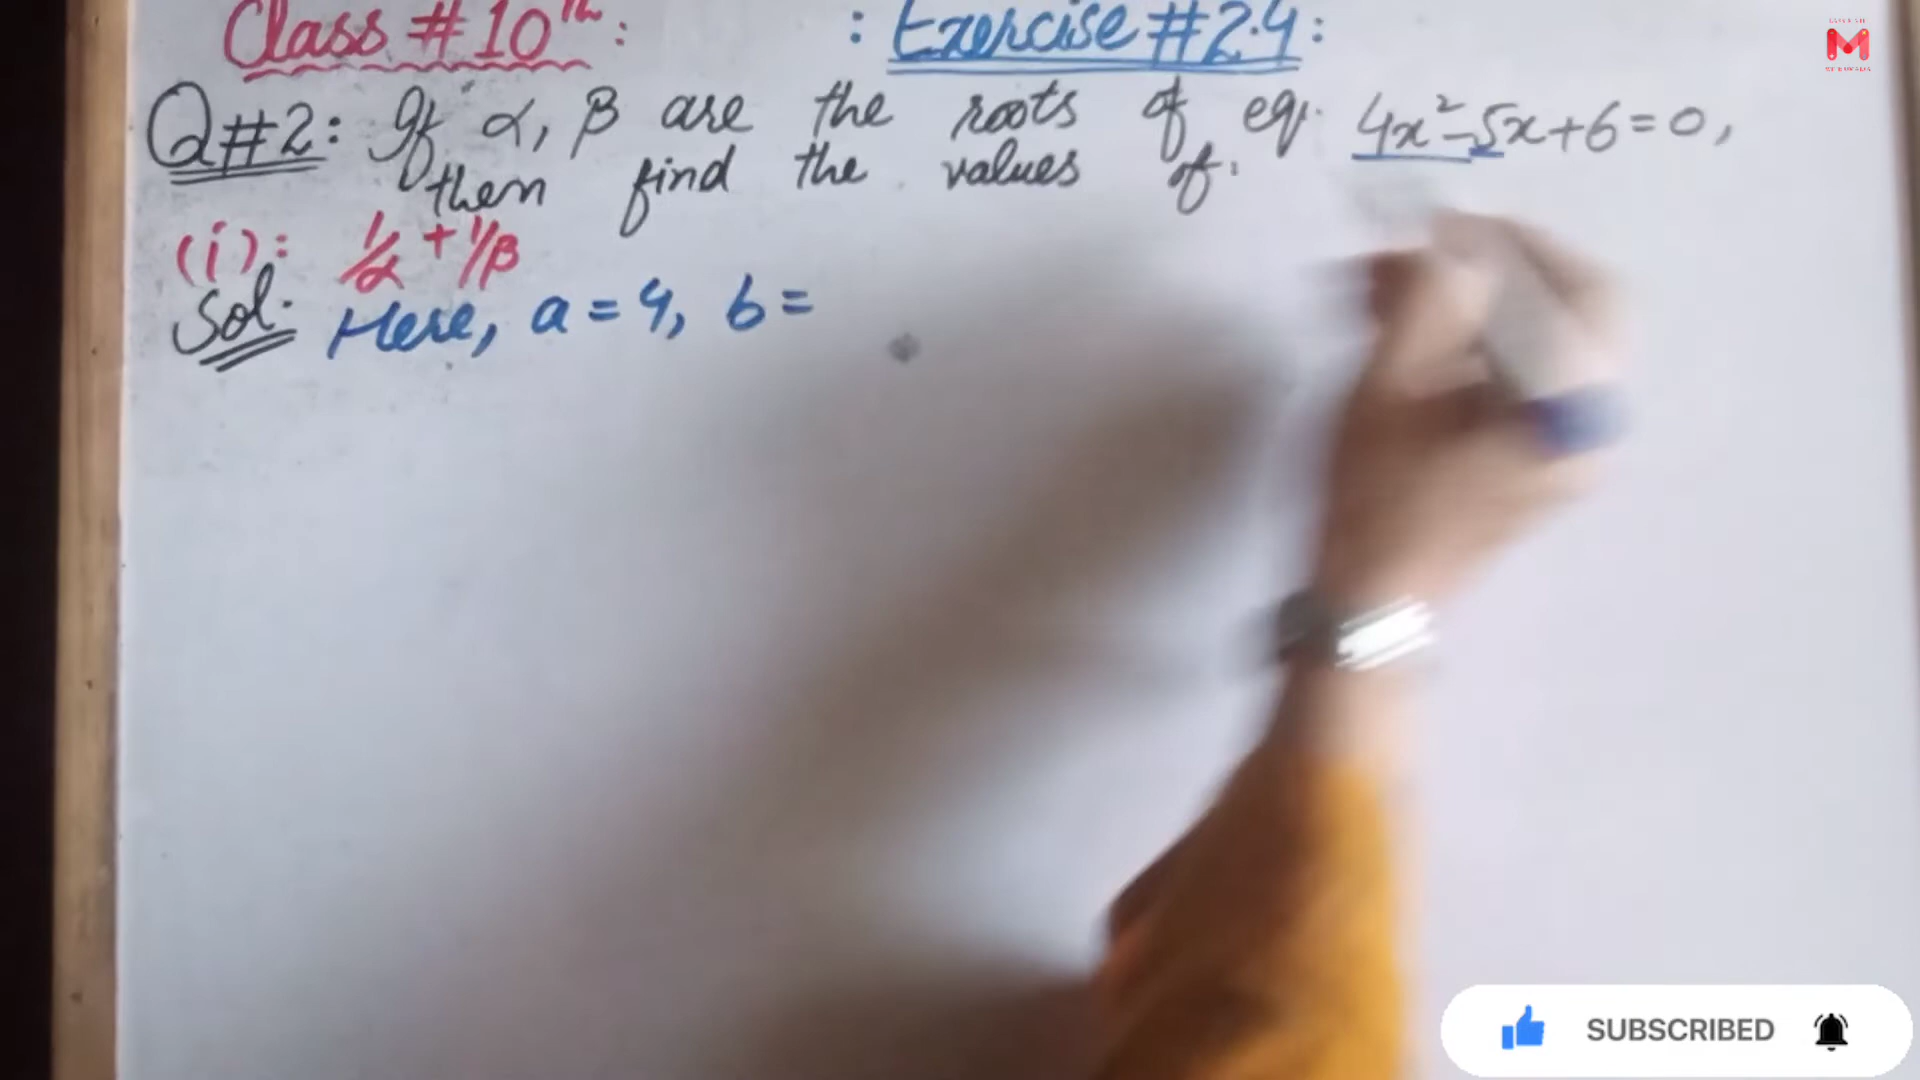 Class # 10th : : Exercise # 2.4 :
Q#2: If α, β are the roots of eq. 4x²-5x+6=0,
then find the values of:
(i): 1/α + 1/β
Sol. Here, a = 4, b =
SUBSCRIBED